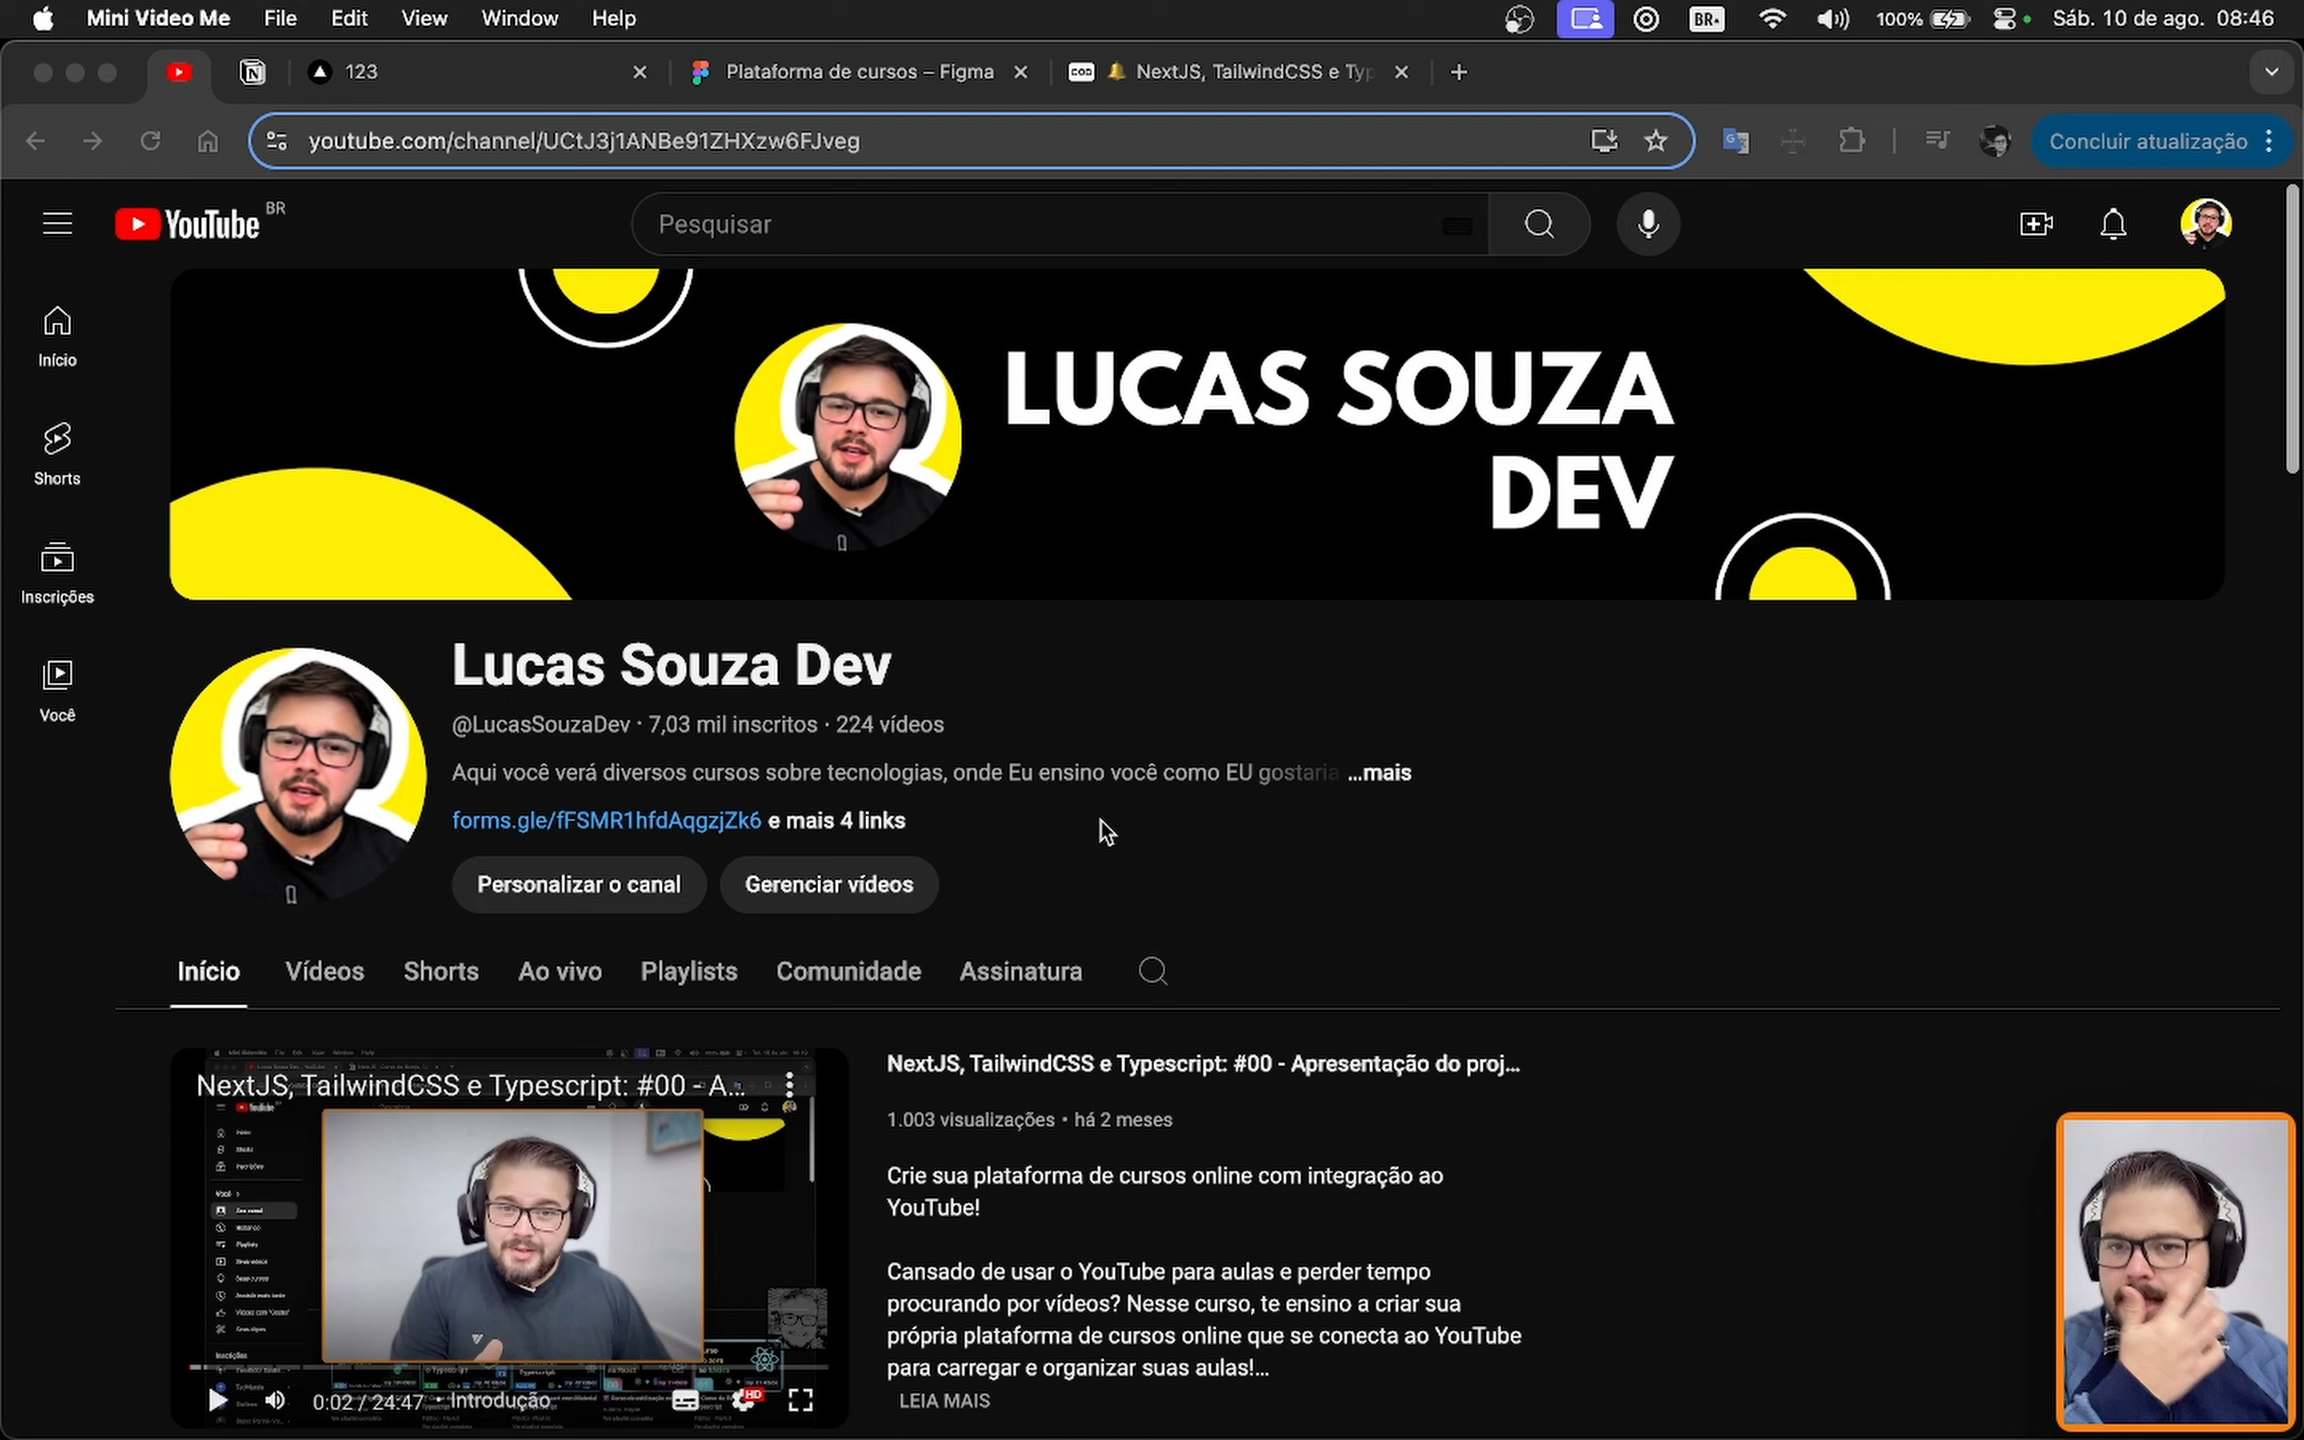 Mini Video Me File Edit View Window Help BR 100% Sáb. 10 de ago. 08:46
123 Plataforma de cursos – Figma COD NextJS, TailwindCSS e Typ
youtube.com/channel/UCtJ3j1ANBe91ZHXzw6FJveg Concluir atualização
YouTube BR Pesquisar
LUCAS SOUZA
DEV
Início
Shorts
Inscrições
Você
Lucas Souza Dev
@LucasSouzaDev · 7,03 mil inscritos · 224 vídeos
Aqui você verá diversos cursos sobre tecnologias, onde Eu ensino você como EU gostaria ...mais
forms.gle/fFSMR1hfdAqgzjZk6 e mais 4 links
Personalizar o canal Gerenciar vídeos
Início Vídeos Shorts Ao vivo Playlists Comunidade Assinatura
NextJS, TailwindCSS e Typescript: #00 - A...
0:02 / 24:47 · Introdução HD
NextJS, TailwindCSS e Typescript: #00 - Apresentação do proj...
1.003 visualizações • há 2 meses
Crie sua plataforma de cursos online com integração ao
YouTube!
Cansado de usar o YouTube para aulas e perder tempo
procurando por vídeos? Nesse curso, te ensino a criar sua
própria plataforma de cursos online que se conecta ao YouTube
para carregar e organizar suas aulas!...
LEIA MAIS